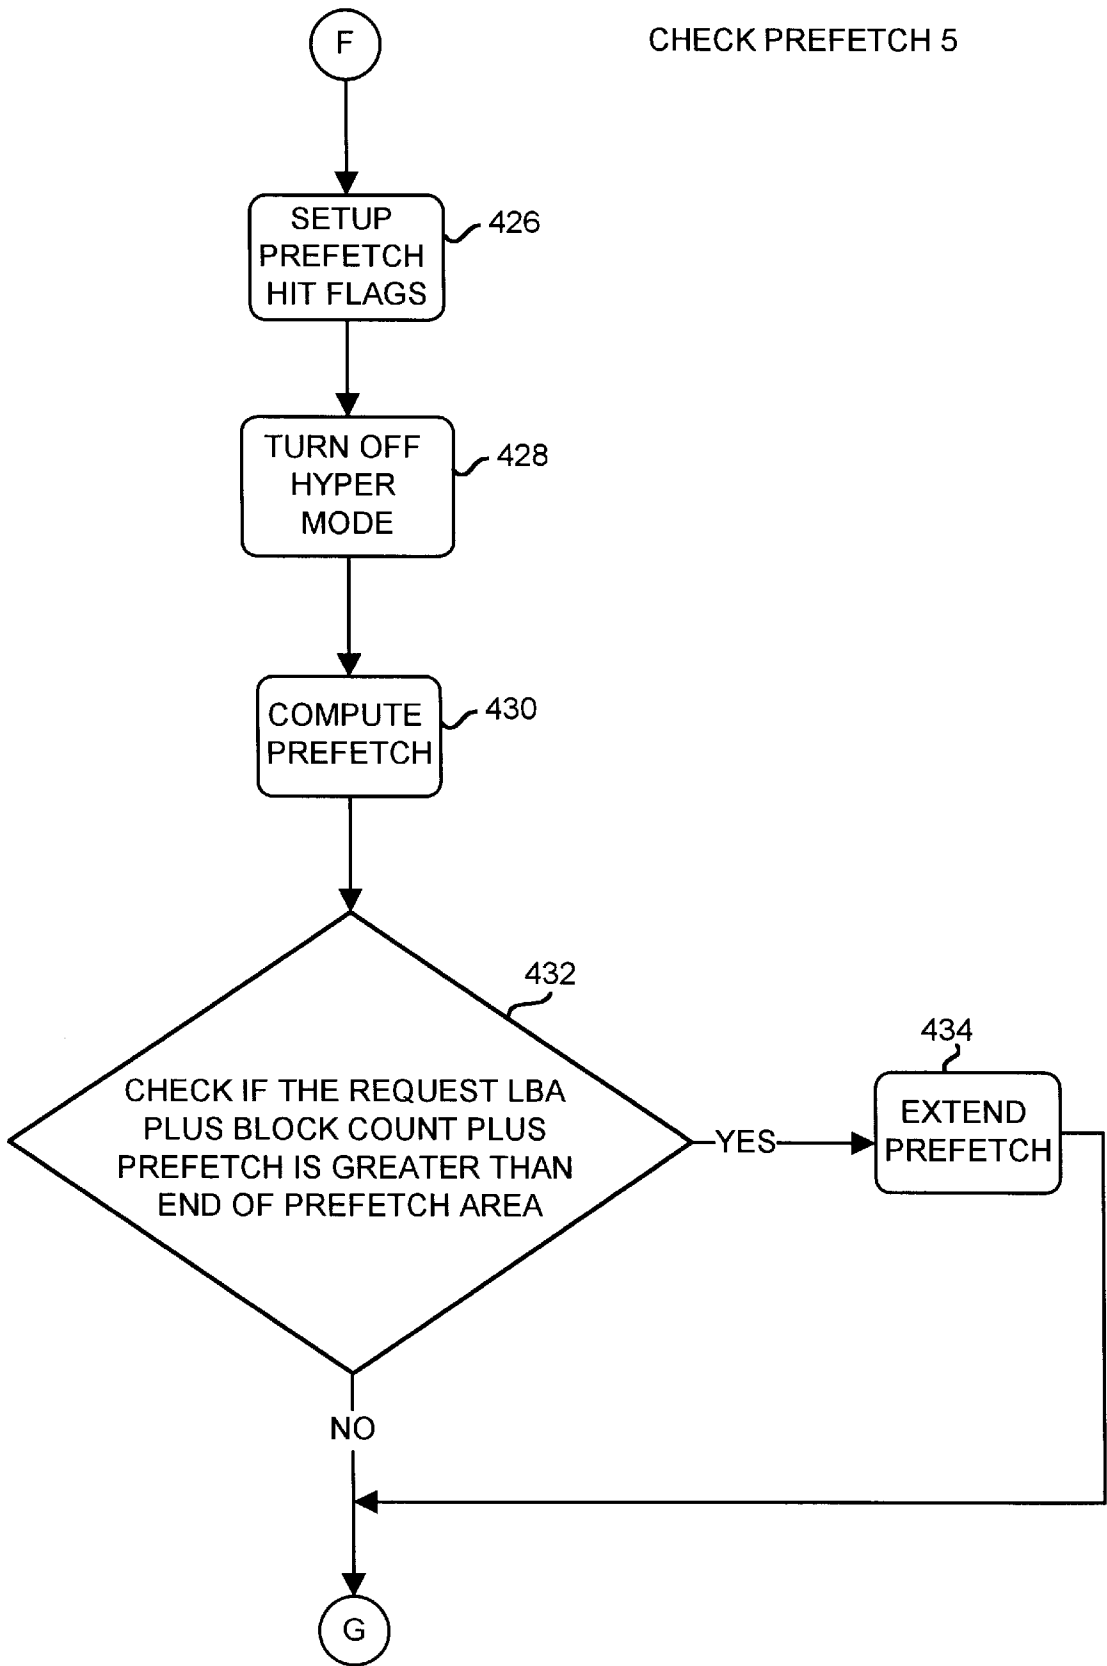 F
CHECK PREFETCH 5
SETUP
PREFETCH
HIT FLAGS
426
TURN OFF
HYPER
MODE
428
COMPUTE
PREFETCH
430
432
CHECK IF THE REQUEST LBA
PLUS BLOCK COUNT PLUS
PREFETCH IS GREATER THAN
END OF PREFETCH AREA
YES
434
EXTEND
PREFETCH
NO
G